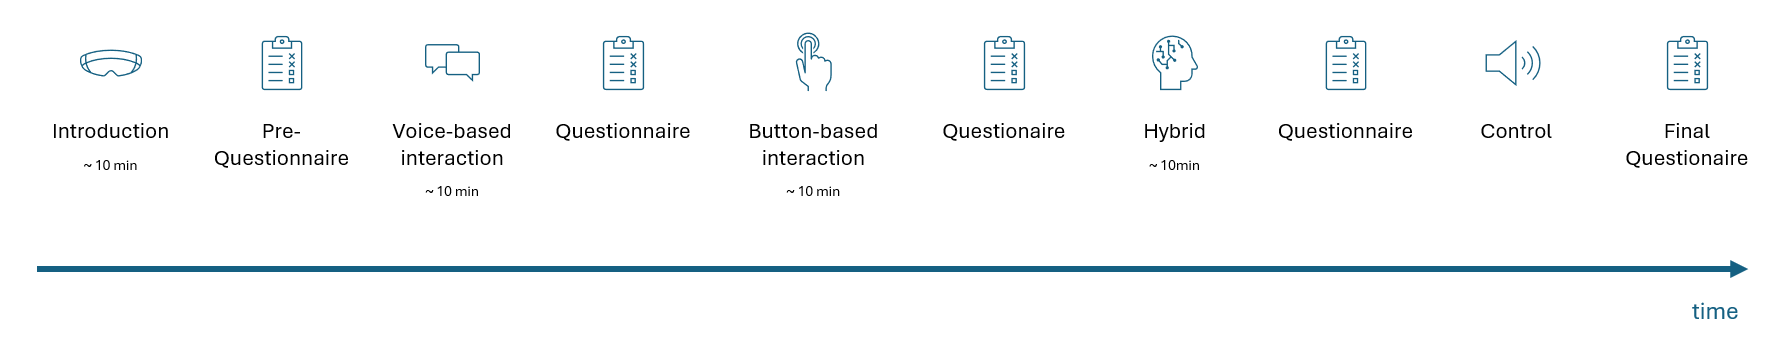 Introduction
~ 10 min
Pre-
Questionnaire
Voice-based
interaction
~ 10 min
Questionnaire
Button-based
interaction
~ 10 min
Questionaire
Hybrid
~ 10min
Questionnaire
Control
Final
Questionaire
time